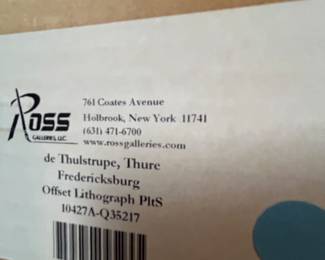 ROSS
GALLERIES, LLC.
761 Coates Avenue
Holbrook, New York 11741
(631) 471-6700
www.rossgalleries.com
de Thulstrupe, Thure
Fredericksburg
Offset Lithograph PltS
10427A-Q35217